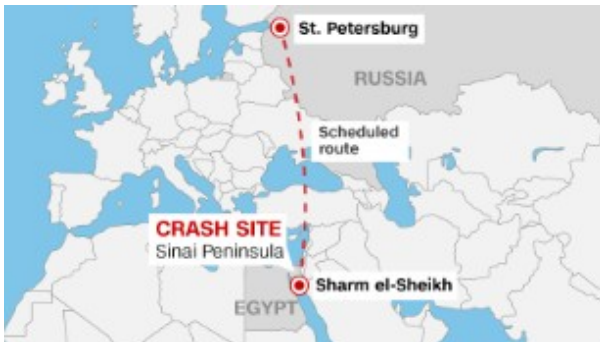 St. Petersburg
RUSSIA
Scheduled
route
CRASH SITE
Sinai Peninsula
Sharm el-Sheikh
EGYPT